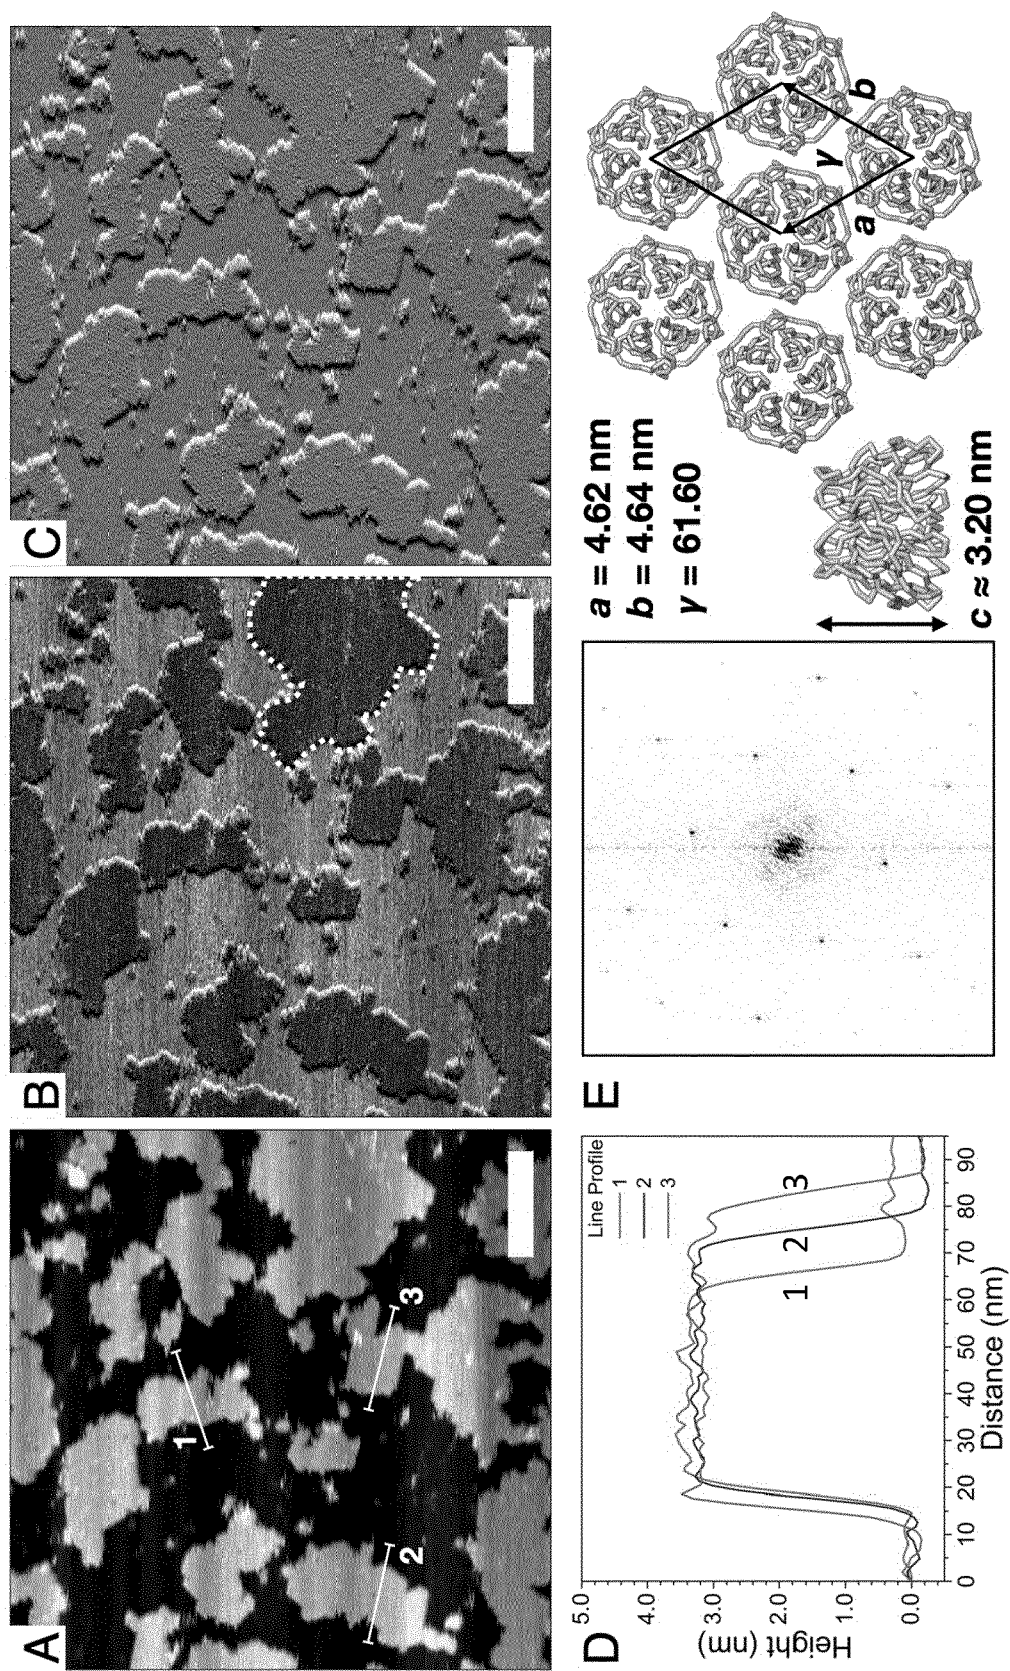 A
1
2
3
B
C
D
5.0
4.0
3.0
2.0
1.0
0.0
Height (nm)
0 10 20 30 40 50 60 70 80 90
Distance (nm)
Line Profile
1
2
3
1 2 3
E
a = 4.62 nm
b = 4.64 nm
γ = 61.60
c ≈ 3.20 nm
a
γ
b